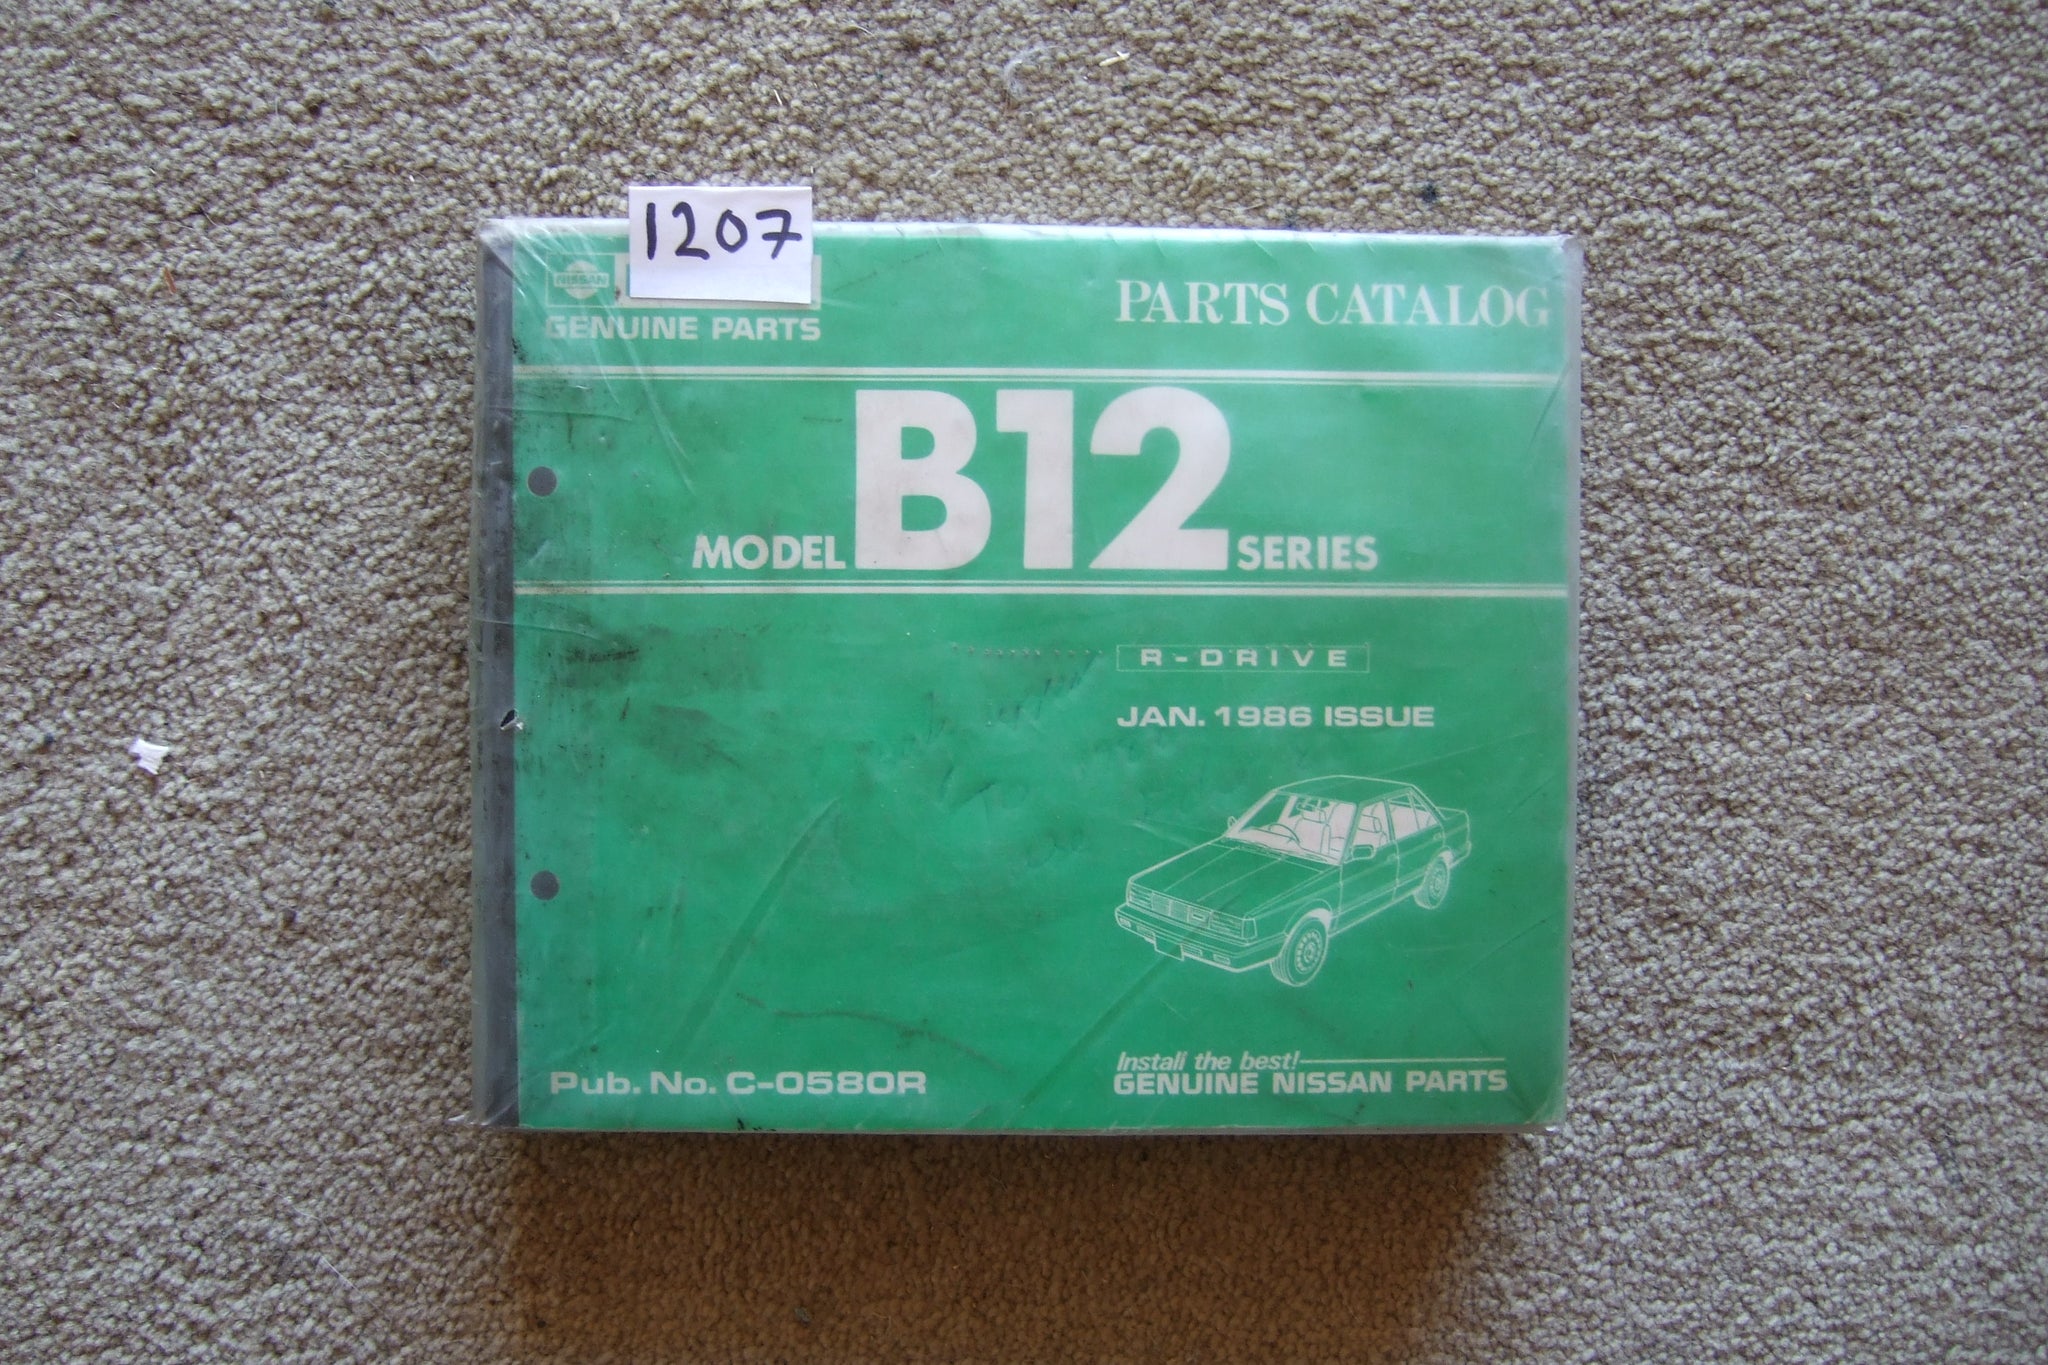 1207
NISSAN
GENUINE PARTS
PARTS CATALOG
MODEL B12 SERIES
R-DRIVE
JAN. 1986 ISSUE
Install the best!
GENUINE NISSAN PARTS
Pub. No. C-0580R